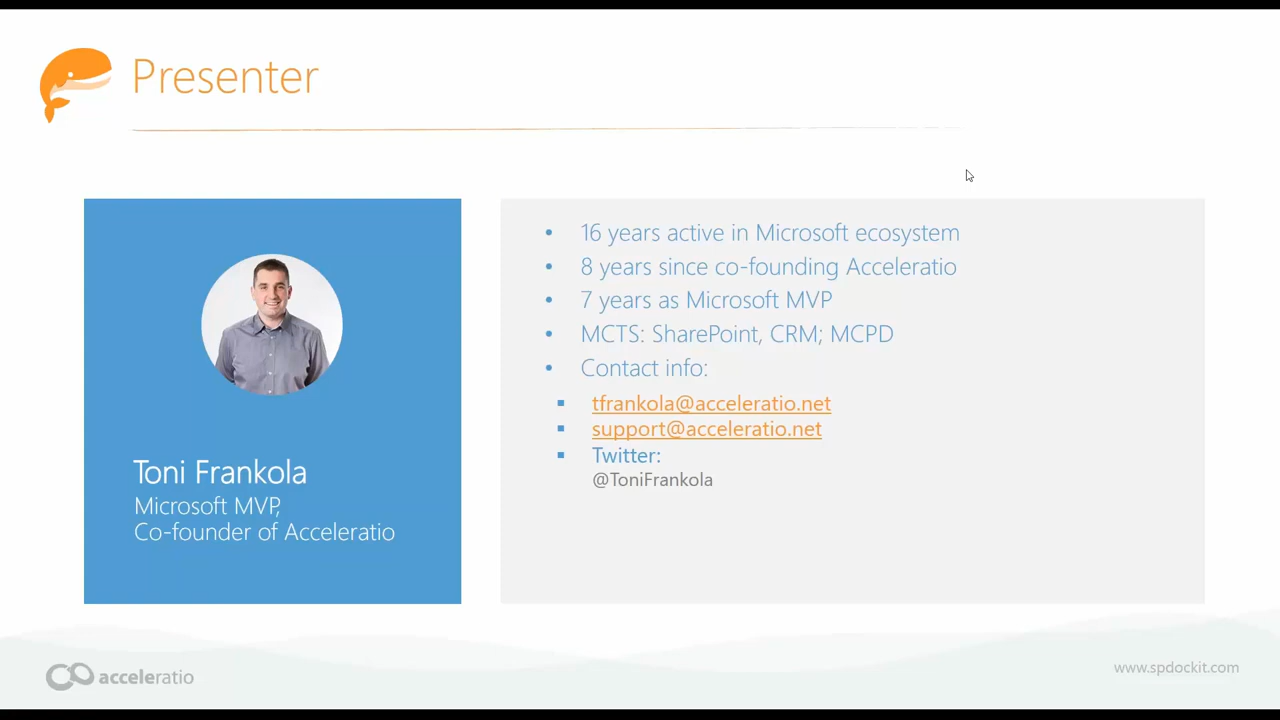 Presenter
16 years active in Microsoft ecosystem
8 years since co-founding Acceleratio
7 years as Microsoft MVP
MCTS: SharePoint, CRM; MCPD
Contact info:
tfrankola@acceleratio.net
support@acceleratio.net
Twitter:
@ToniFrankola
Toni Frankola
Microsoft MVP,
Co-founder of Acceleratio
acceleratio
www.spdockit.com